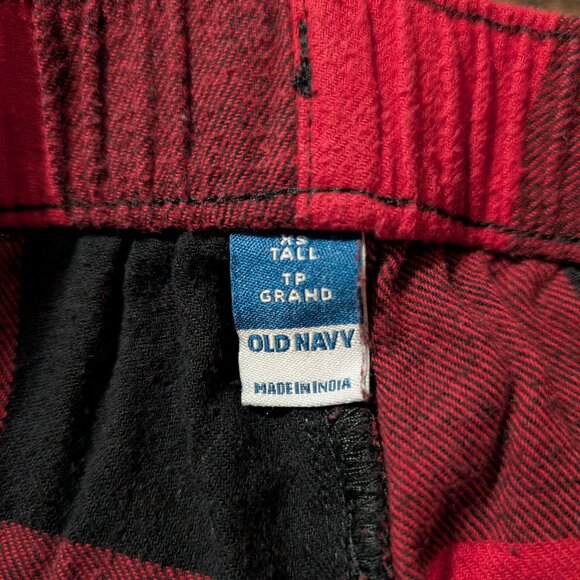 XS
TALL
TP
GRAND
OLD NAVY
MADE IN INDIA